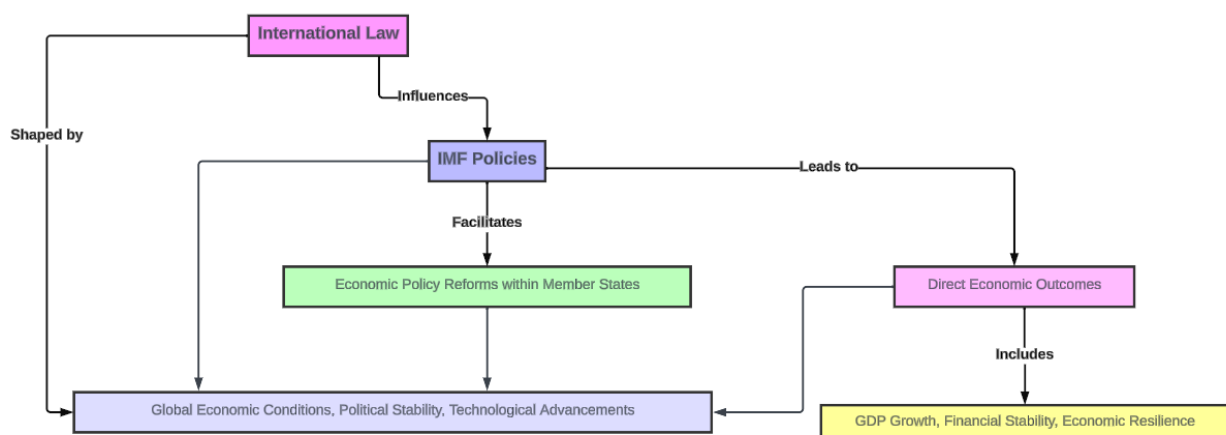 International Law
Influences
Shaped by
IMF Policies
Leads to
Facilitates
Economic Policy Reforms within Member States
Direct Economic Outcomes
Includes
Global Economic Conditions, Political Stability, Technological Advancements
GDP Growth, Financial Stability, Economic Resilience